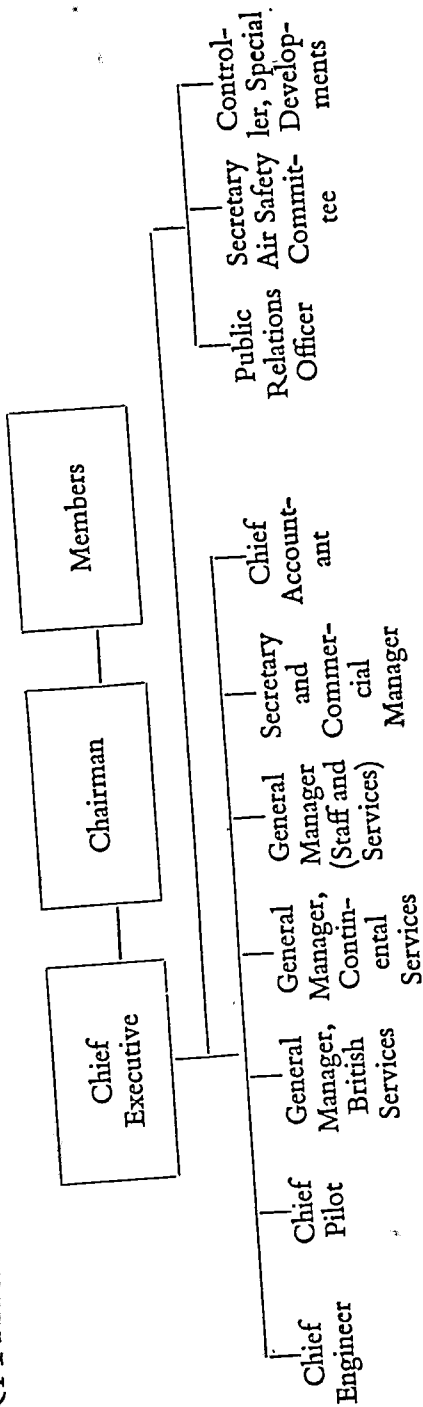 Chief
Executive
Chairman
Members
Chief
Engineer
Chief
Pilot
General
Manager,
British
Services
General
Manager,
Contin-
ental
Services
General
Manager
(Staff and
Services)
Secretary
and
Commer-
cial
Manager
Chief
Account-
ant
Public
Relations
Officer
Secretary
Air Safety
Commit-
tee
Control-
ler, Special
Develop-
ments